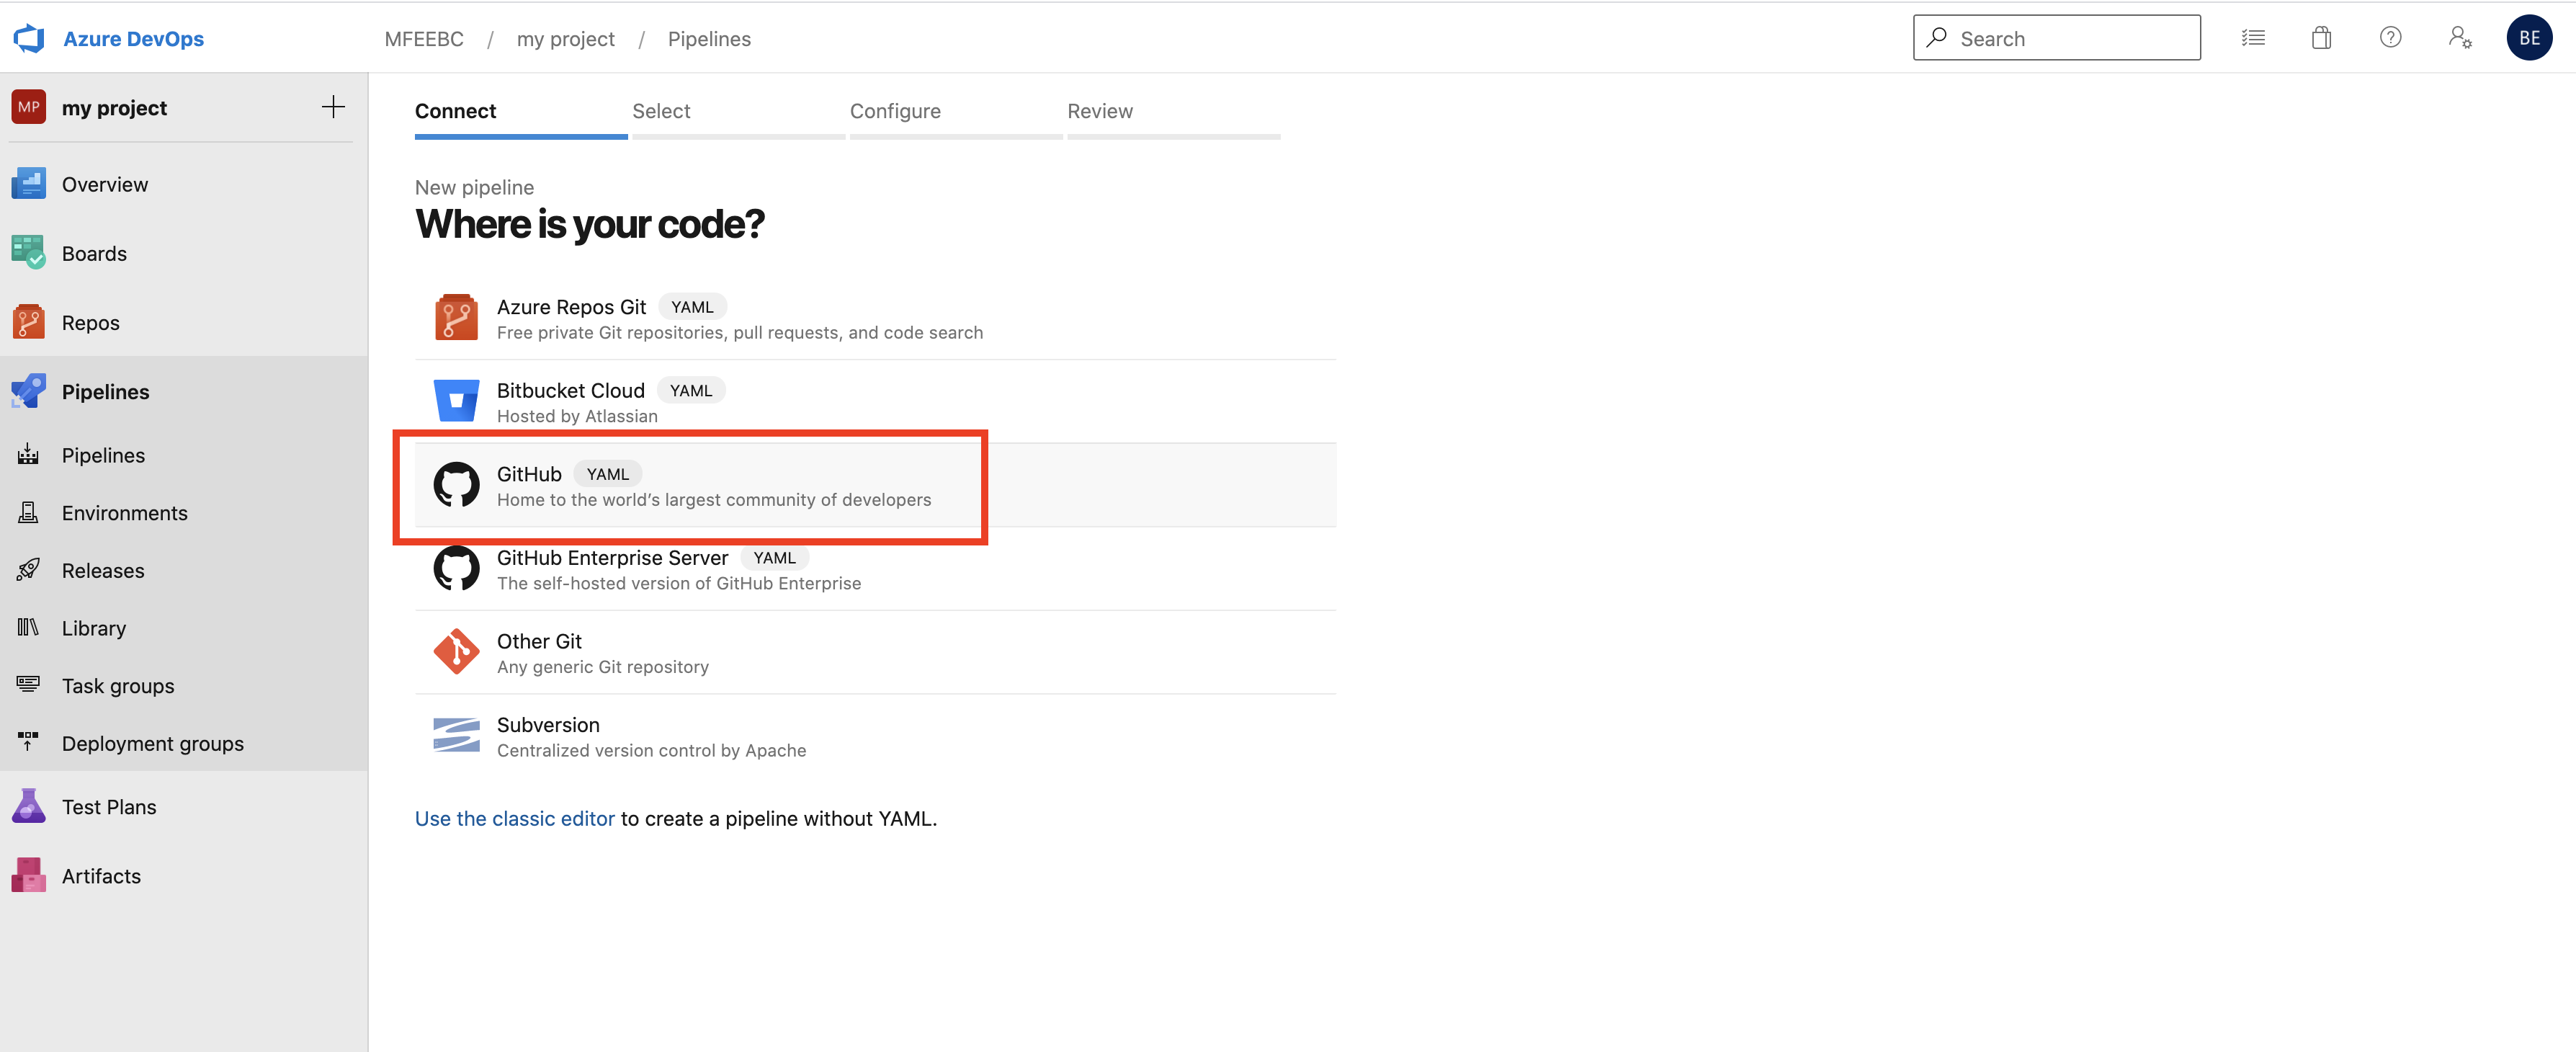 Azure DevOps
MFEEBC / my project / Pipelines
Search
BE
MP
my project
Overview
Boards
Repos
Pipelines
Pipelines
Environments
Releases
Library
Task groups
Deployment groups
Test Plans
Artifacts
Connect
Select
Configure
Review
New pipeline
Where is your code?
Azure Repos Git YAML
Free private Git repositories, pull requests, and code search
Bitbucket Cloud YAML
Hosted by Atlassian
GitHub YAML
Home to the world’s largest community of developers
GitHub Enterprise Server YAML
The self-hosted version of GitHub Enterprise
Other Git
Any generic Git repository
Subversion
Centralized version control by Apache
Use the classic editor to create a pipeline without YAML.